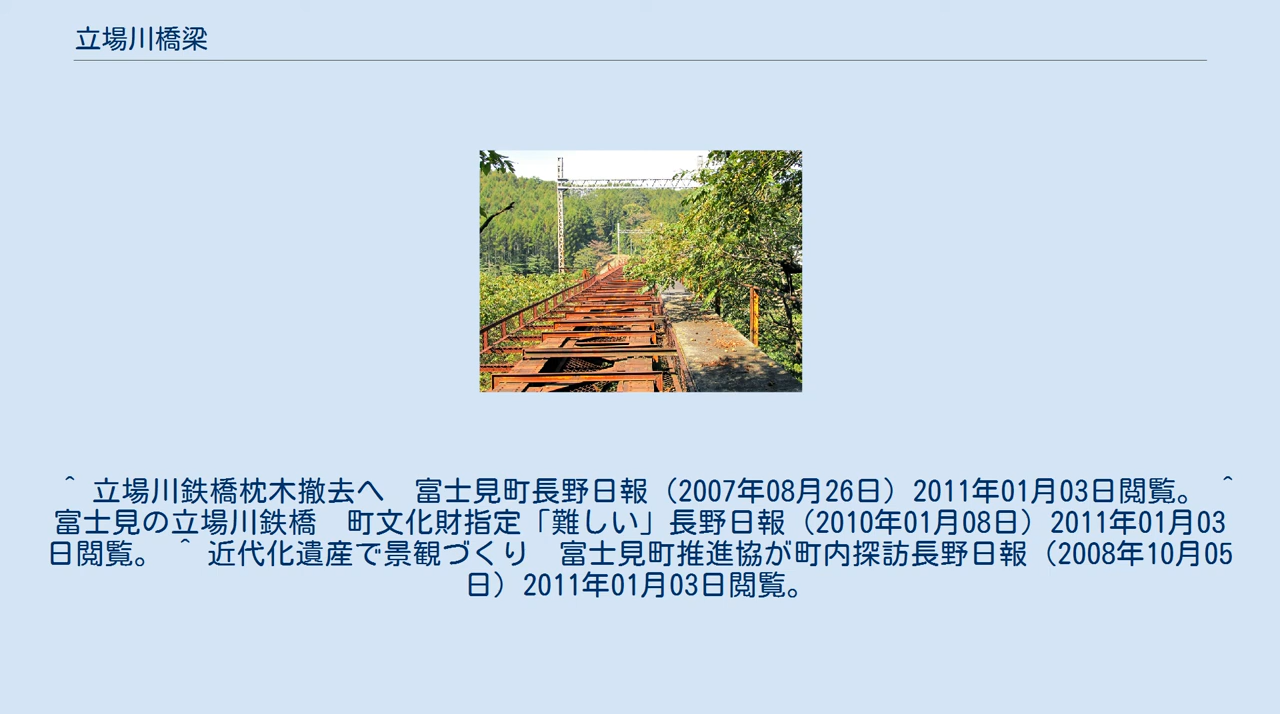 立場川橋梁
^ 立場川鉄橋枕木撤去へ　富士見町長野日報（2007年08月26日）2011年01月03日閲覧。 ^
富士見の立場川鉄橋　町文化財指定「難しい」長野日報（2010年01月08日）2011年01月03
日閲覧。 ^ 近代化遺産で景観づくり　富士見町推進協が町内探訪長野日報（2008年10月05
日）2011年01月03日閲覧。